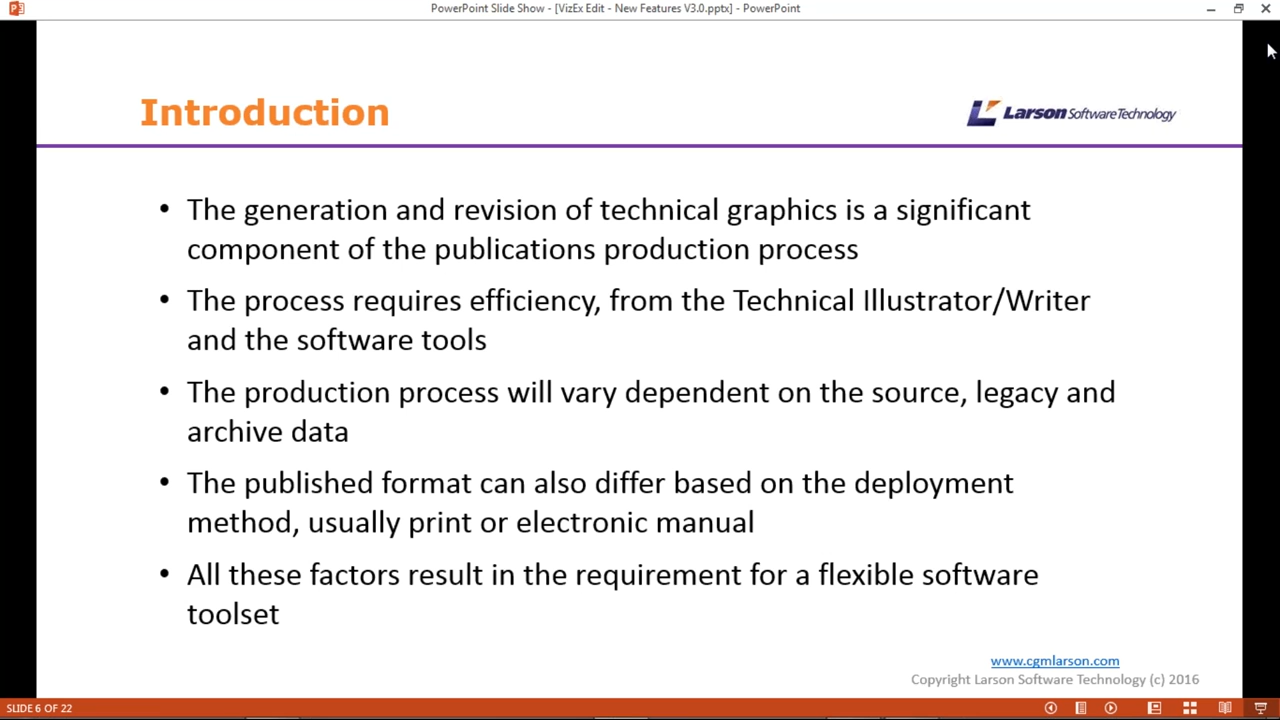 PowerPoint Slide Show - [VizEx Edit - New Features V3.0.pptx] - PowerPoint
Introduction
Larson SoftwareTechnology
• The generation and revision of technical graphics is a significant
component of the publications production process
• The process requires efficiency, from the Technical Illustrator/Writer
and the software tools
• The production process will vary dependent on the source, legacy and
archive data
• The published format can also differ based on the deployment
method, usually print or electronic manual
• All these factors result in the requirement for a flexible software
toolset
www.cgmlarson.com
Copyright Larson Software Technology (c) 2016
SLIDE 6 OF 22